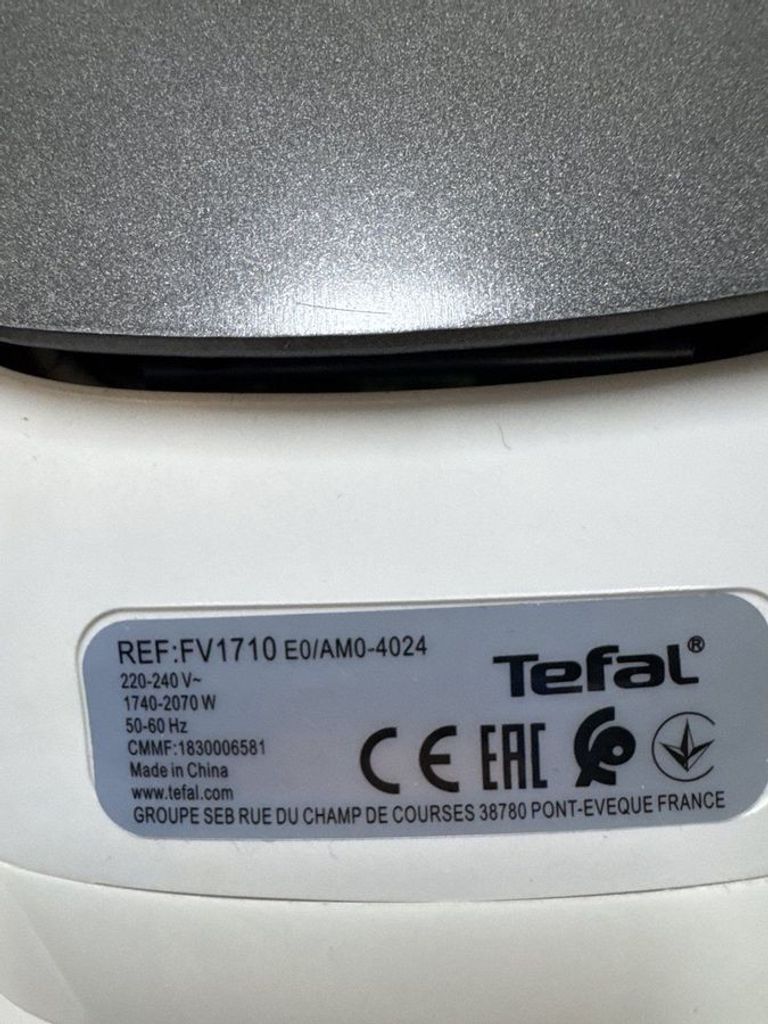 REF:FV1710 E0/AM0-4024
220-240 V~
1740-2070 W
50-60 Hz
CMMF:1830006581
Made in China
www.tefal.com
Tefal®
CE EAC
GROUPE SEB RUE DU CHAMP DE COURSES 38780 PONT-EVEQUE FRANCE